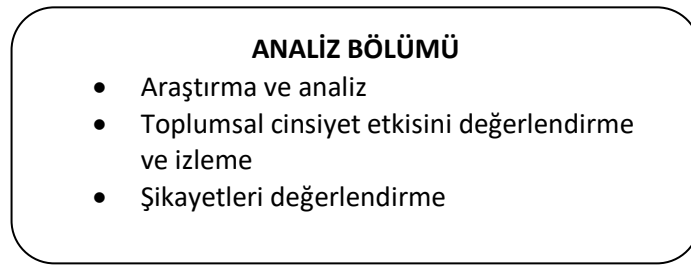 ANALİZ BÖLÜMÜ
• Araştırma ve analiz
• Toplumsal cinsiyet etkisini değerlendirme
ve izleme
• Şikayetleri değerlendirme